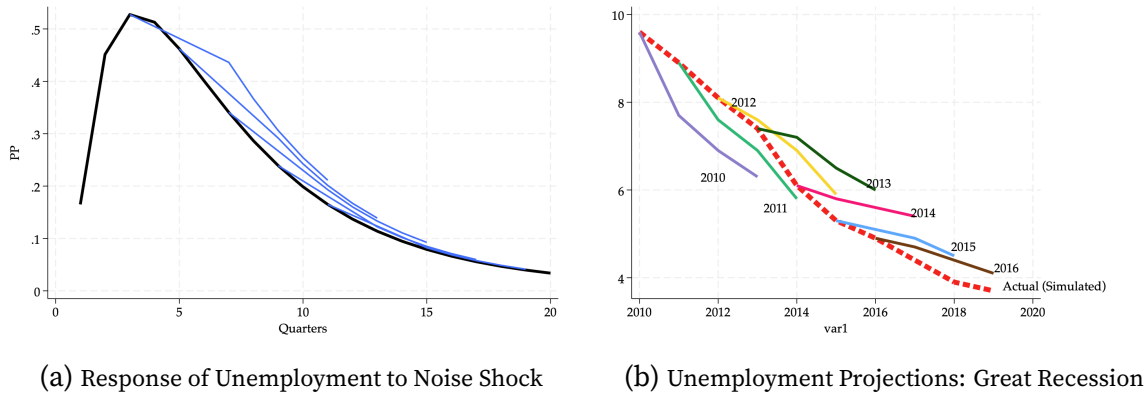 .5
.4
.3
.2
.1
0
PP
0 5 10 15 20
Quarters
10
8
6
4
2012
2010
2011
2013
2014
2015
2016
Actual (Simulated)
2010 2012 2014 2016 2018 2020
var1
(a) Response of Unemployment to Noise Shock
(b) Unemployment Projections: Great Recession